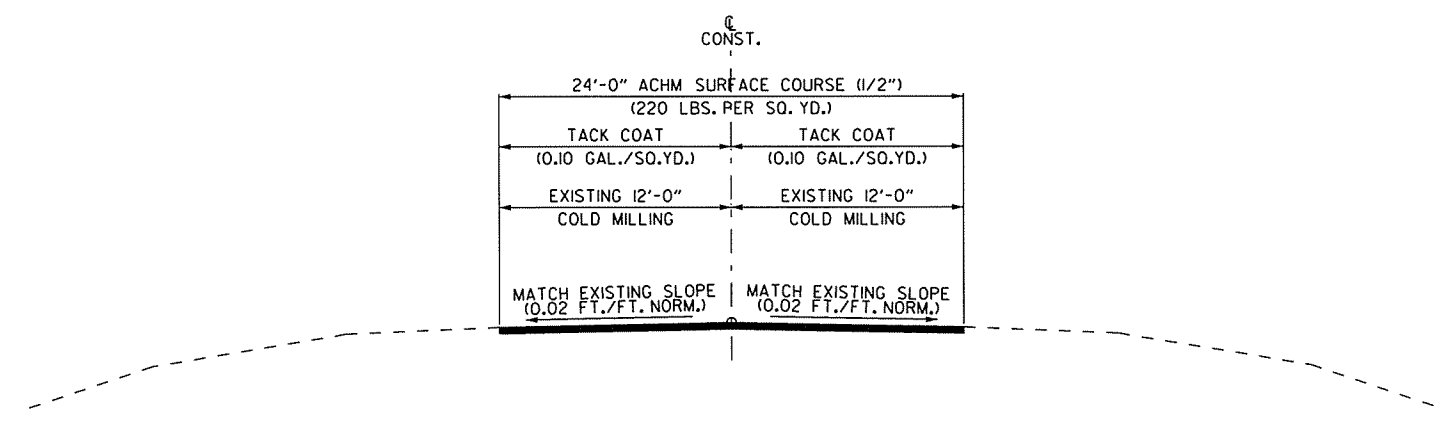 ℄
CONST.
24'-0" ACHM SURFACE COURSE (1/2")
(220 LBS. PER SQ. YD.)
TACK COAT
(0.10 GAL./SQ.YD.)
TACK COAT
(0.10 GAL./SQ.YD.)
EXISTING 12'-0"
COLD MILLING
EXISTING 12'-0"
COLD MILLING
MATCH EXISTING SLOPE
(0.02 FT./FT. NORM.)
MATCH EXISTING SLOPE
(0.02 FT./FT. NORM.)